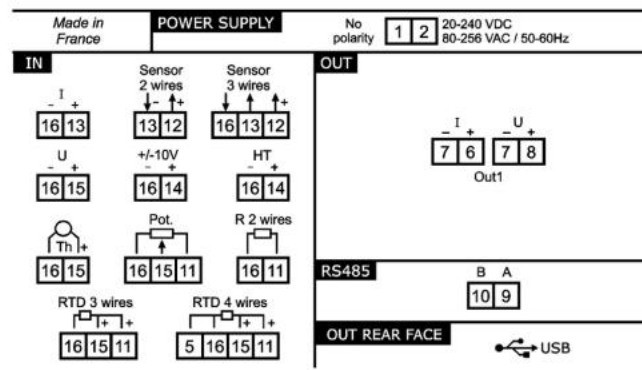 Made in
France
POWER SUPPLY
No
polarity
1 2
20-240 VDC
80-256 VAC / 50-60Hz
IN
I
- +
16 13
Sensor
2 wires
- +
13 12
Sensor
3 wires
+
16 13 12
U
- +
16 15
+/-10V
- +
16 14
HT
- +
16 14
Th +
16 15
Pot.
16 15 11
R 2 wires
16 11
RTD 3 wires
+ +
16 15 11
RTD 4 wires
+ +
5 16 15 11
OUT
I
- +
7 6
U
- +
7 8
Out1
RS485
B A
10 9
OUT REAR FACE
USB